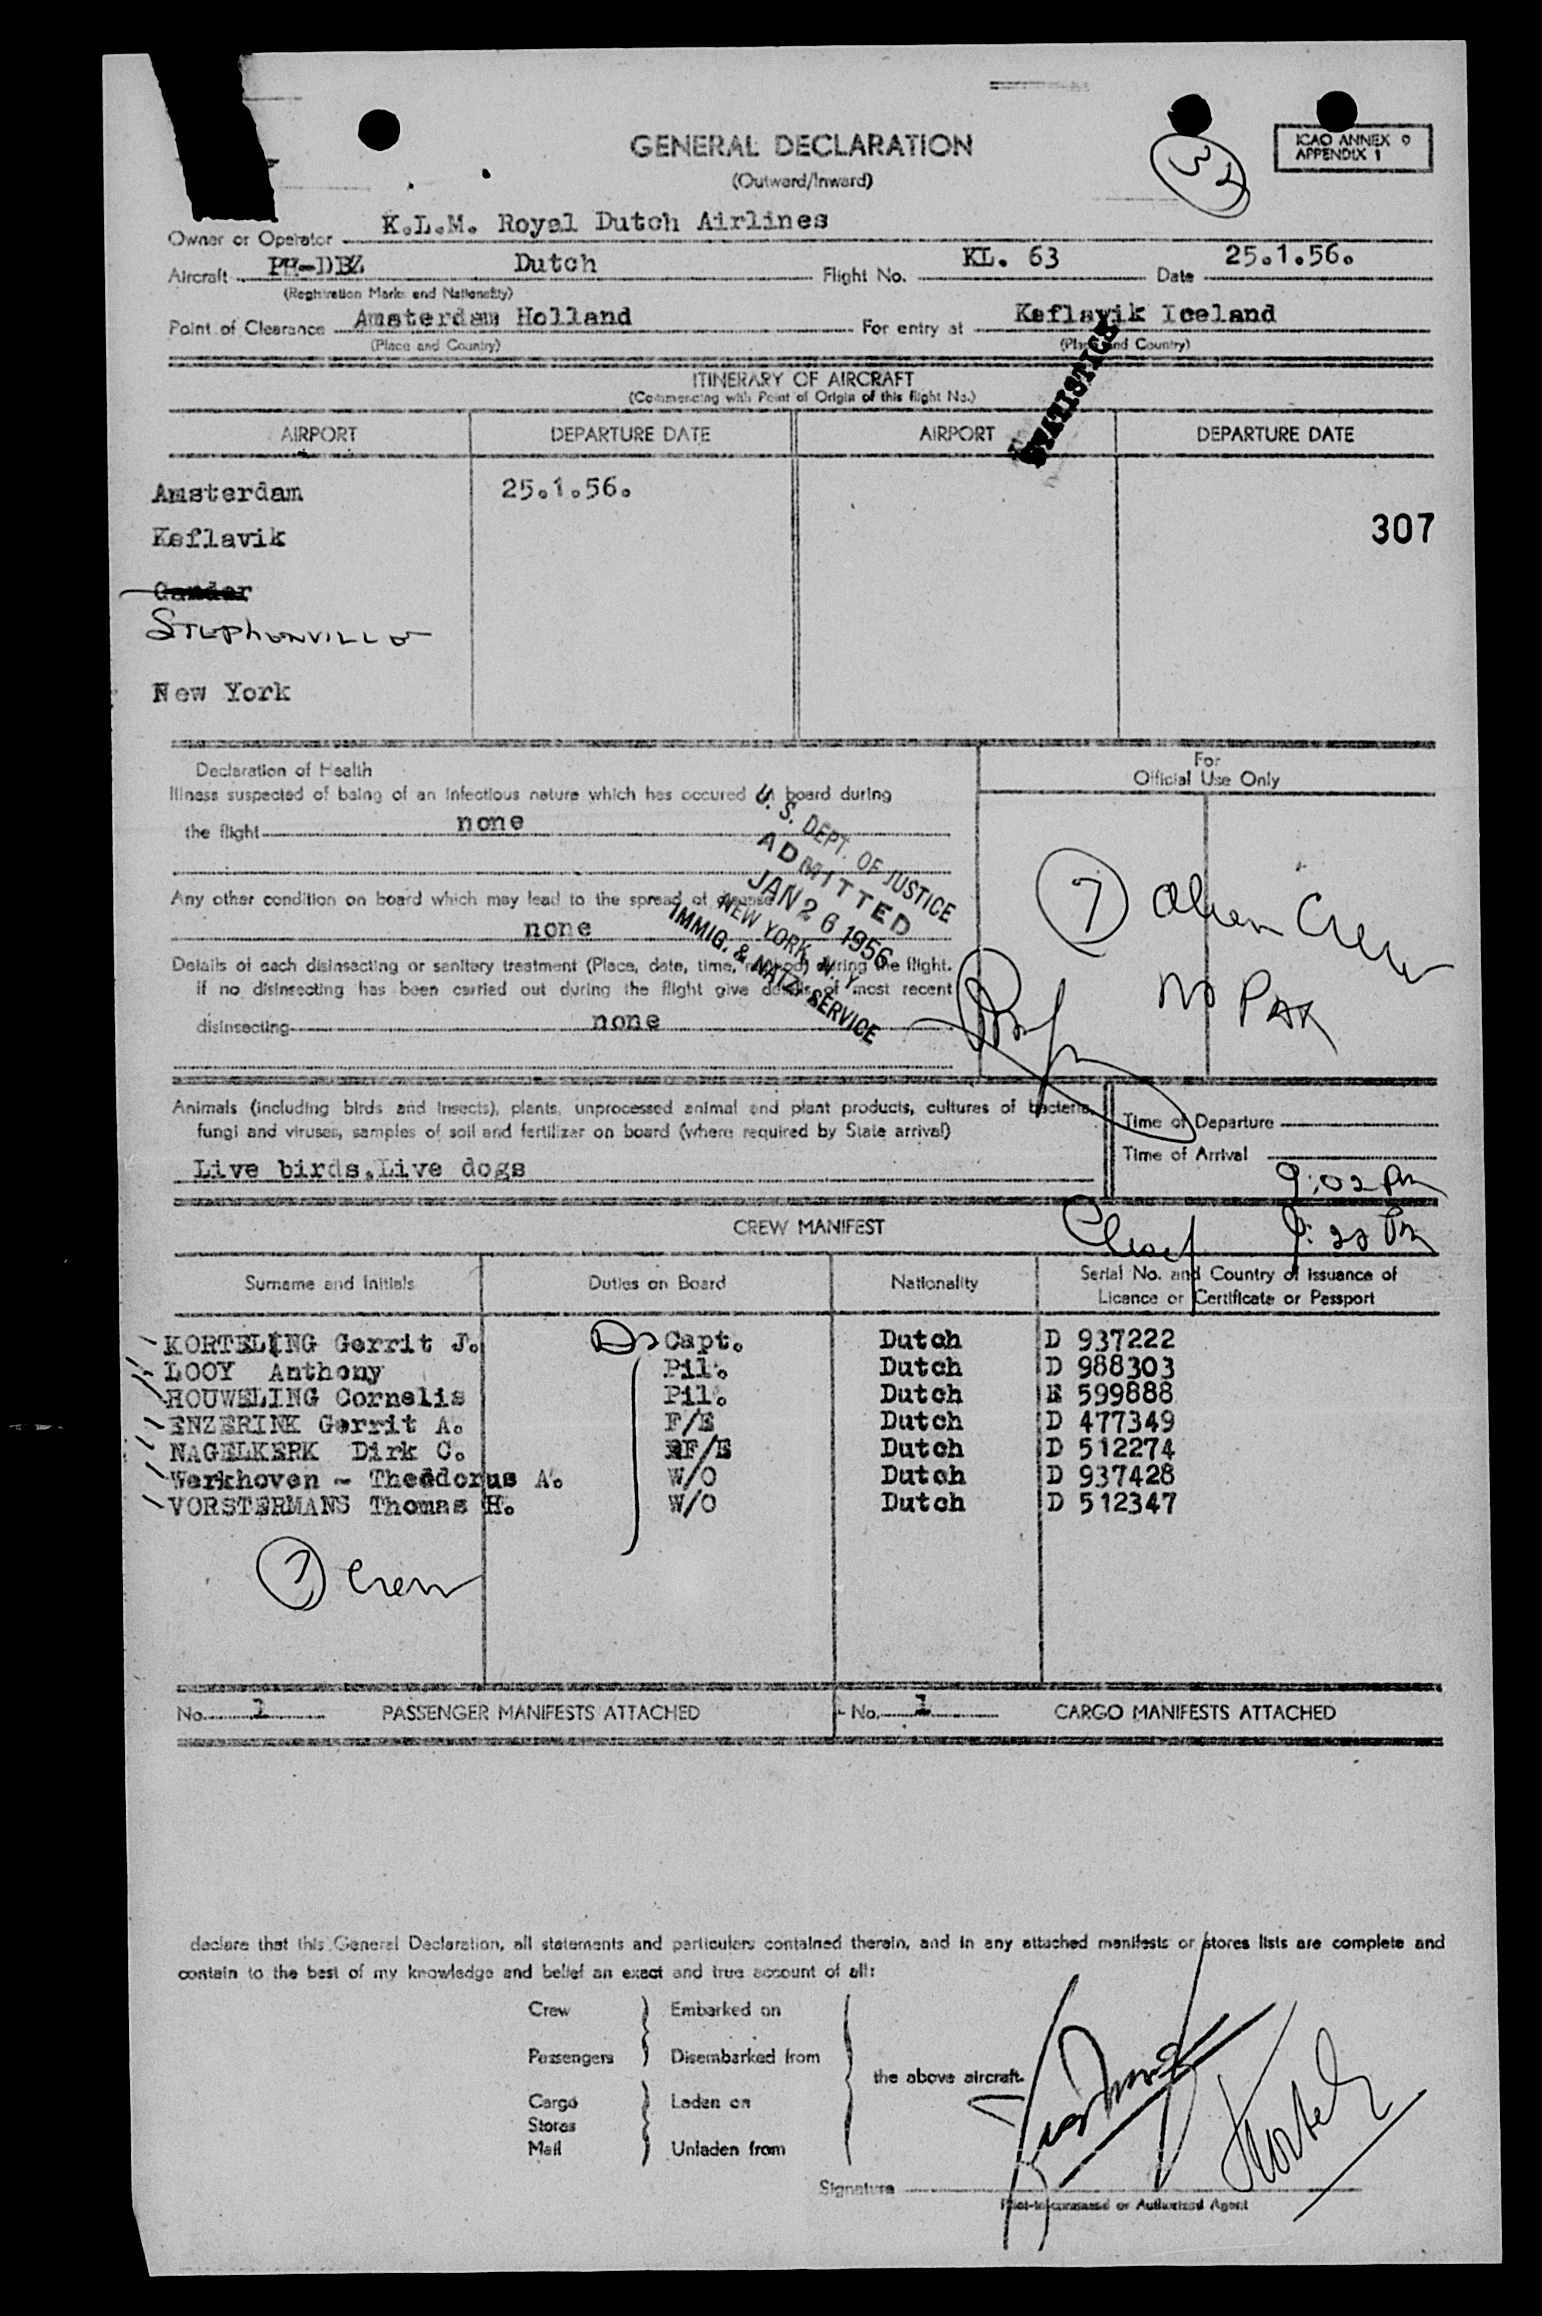 GENERAL DECLARATION
(Outward/Inward)
ICAO ANNEX 9
APPENDIX 1
Owner or Operator K.L.M. Royal Dutch Airlines
Aircraft PH-DBZ Dutch Flight No. KL. 63 Date 25.1.56.
(Registration Marks and Nationality)
Point of Clearance Amsterdam Holland For entry at Keflavik Iceland
(Place and Country) (Place and Country)
STATISTICS
ITINERARY OF AIRCRAFT
(Commencing with Point of Origin of this flight No.)
AIRPORT DEPARTURE DATE AIRPORT DEPARTURE DATE
Amsterdam 25.1.56.
307
Keflavik
Gander
STEPHENVILLE
New York
Declaration of Health
For
Official Use Only
Illness suspected of being of an infectious nature which has occured on board during
the flight none
U. S. DEPT. OF JUSTICE
ADMITTED
JAN 26 1956
NEW YORK, N. Y.
IMMIG. & NATZ. SERVICE
7 alien Crew
no PAX
Any other condition on board which may lead to the spread of disease
none
Details of each disinsecting or sanitary treatment (Place, date, time, method) during the flight.
if no disinsecting has been carried out during the flight give details of most recent
disinsecting none
Animals (including birds and insects), plants, unprocessed animal and plant products, cultures of bacteria,
fungi and viruses, samples of soil and fertilizer on board (where required by State arrival)
Live birds.Live dogs
Time of Departure
Time of Arrival 9:02 Pm
CREW MANIFEST
Surname and Initials Duties on Board Nationality Serial No. and Country of issuance of
Licence or Certificate or Passport
KORTELING Gerrit J. Capt. Dutch D 937222
LOOY Anthony Pil. Dutch D 988303
HOUWELING Cornelis Pil. Dutch E 599888
ENZERINK Gerrit A. F/E Dutch D 477349
NAGELKERK Dirk C. F/E Dutch D 512274
Werkhoven - Theodorus A. W/O Dutch D 937428
VORSTERMANS Thomas H. W/O Dutch D 512347
7 Crew
No. 1 PASSENGER MANIFESTS ATTACHED No. 1 CARGO MANIFESTS ATTACHED
declare that this General Declaration, all statements and particulars contained therein, and in any attached manifests or stores lists are complete and
contain to the best of my knowledge and belief an exact and true account of all:
Crew Embarked on
Passengers Disembarked from
the above aircraft.
Cargo Laden on
Stores
Mail Unladen from
Signature
Pilot-in-command or Authorized Agent